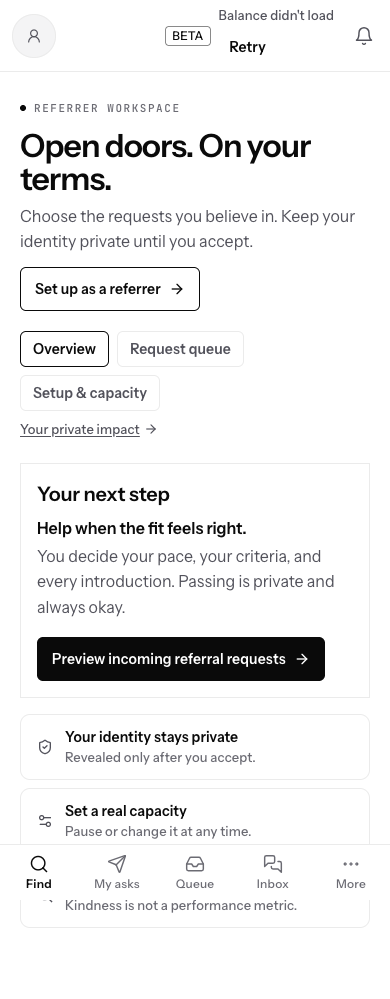 BETA
Balance didn't load
Retry
REFERRER WORKSPACE
Open doors. On your
terms.
Choose the requests you believe in. Keep your
identity private until you accept.
Set up as a referrer
Overview
Request queue
Setup & capacity
Your private impact
Your next step
Help when the fit feels right.
You decide your pace, your criteria, and
every introduction. Passing is private and
always okay.
Preview incoming referral requests
Your identity stays private
Revealed only after you accept.
Set a real capacity
Pause or change it at any time.
Find
My asks
Queue
Inbox
More
Kindness is not a performance metric.